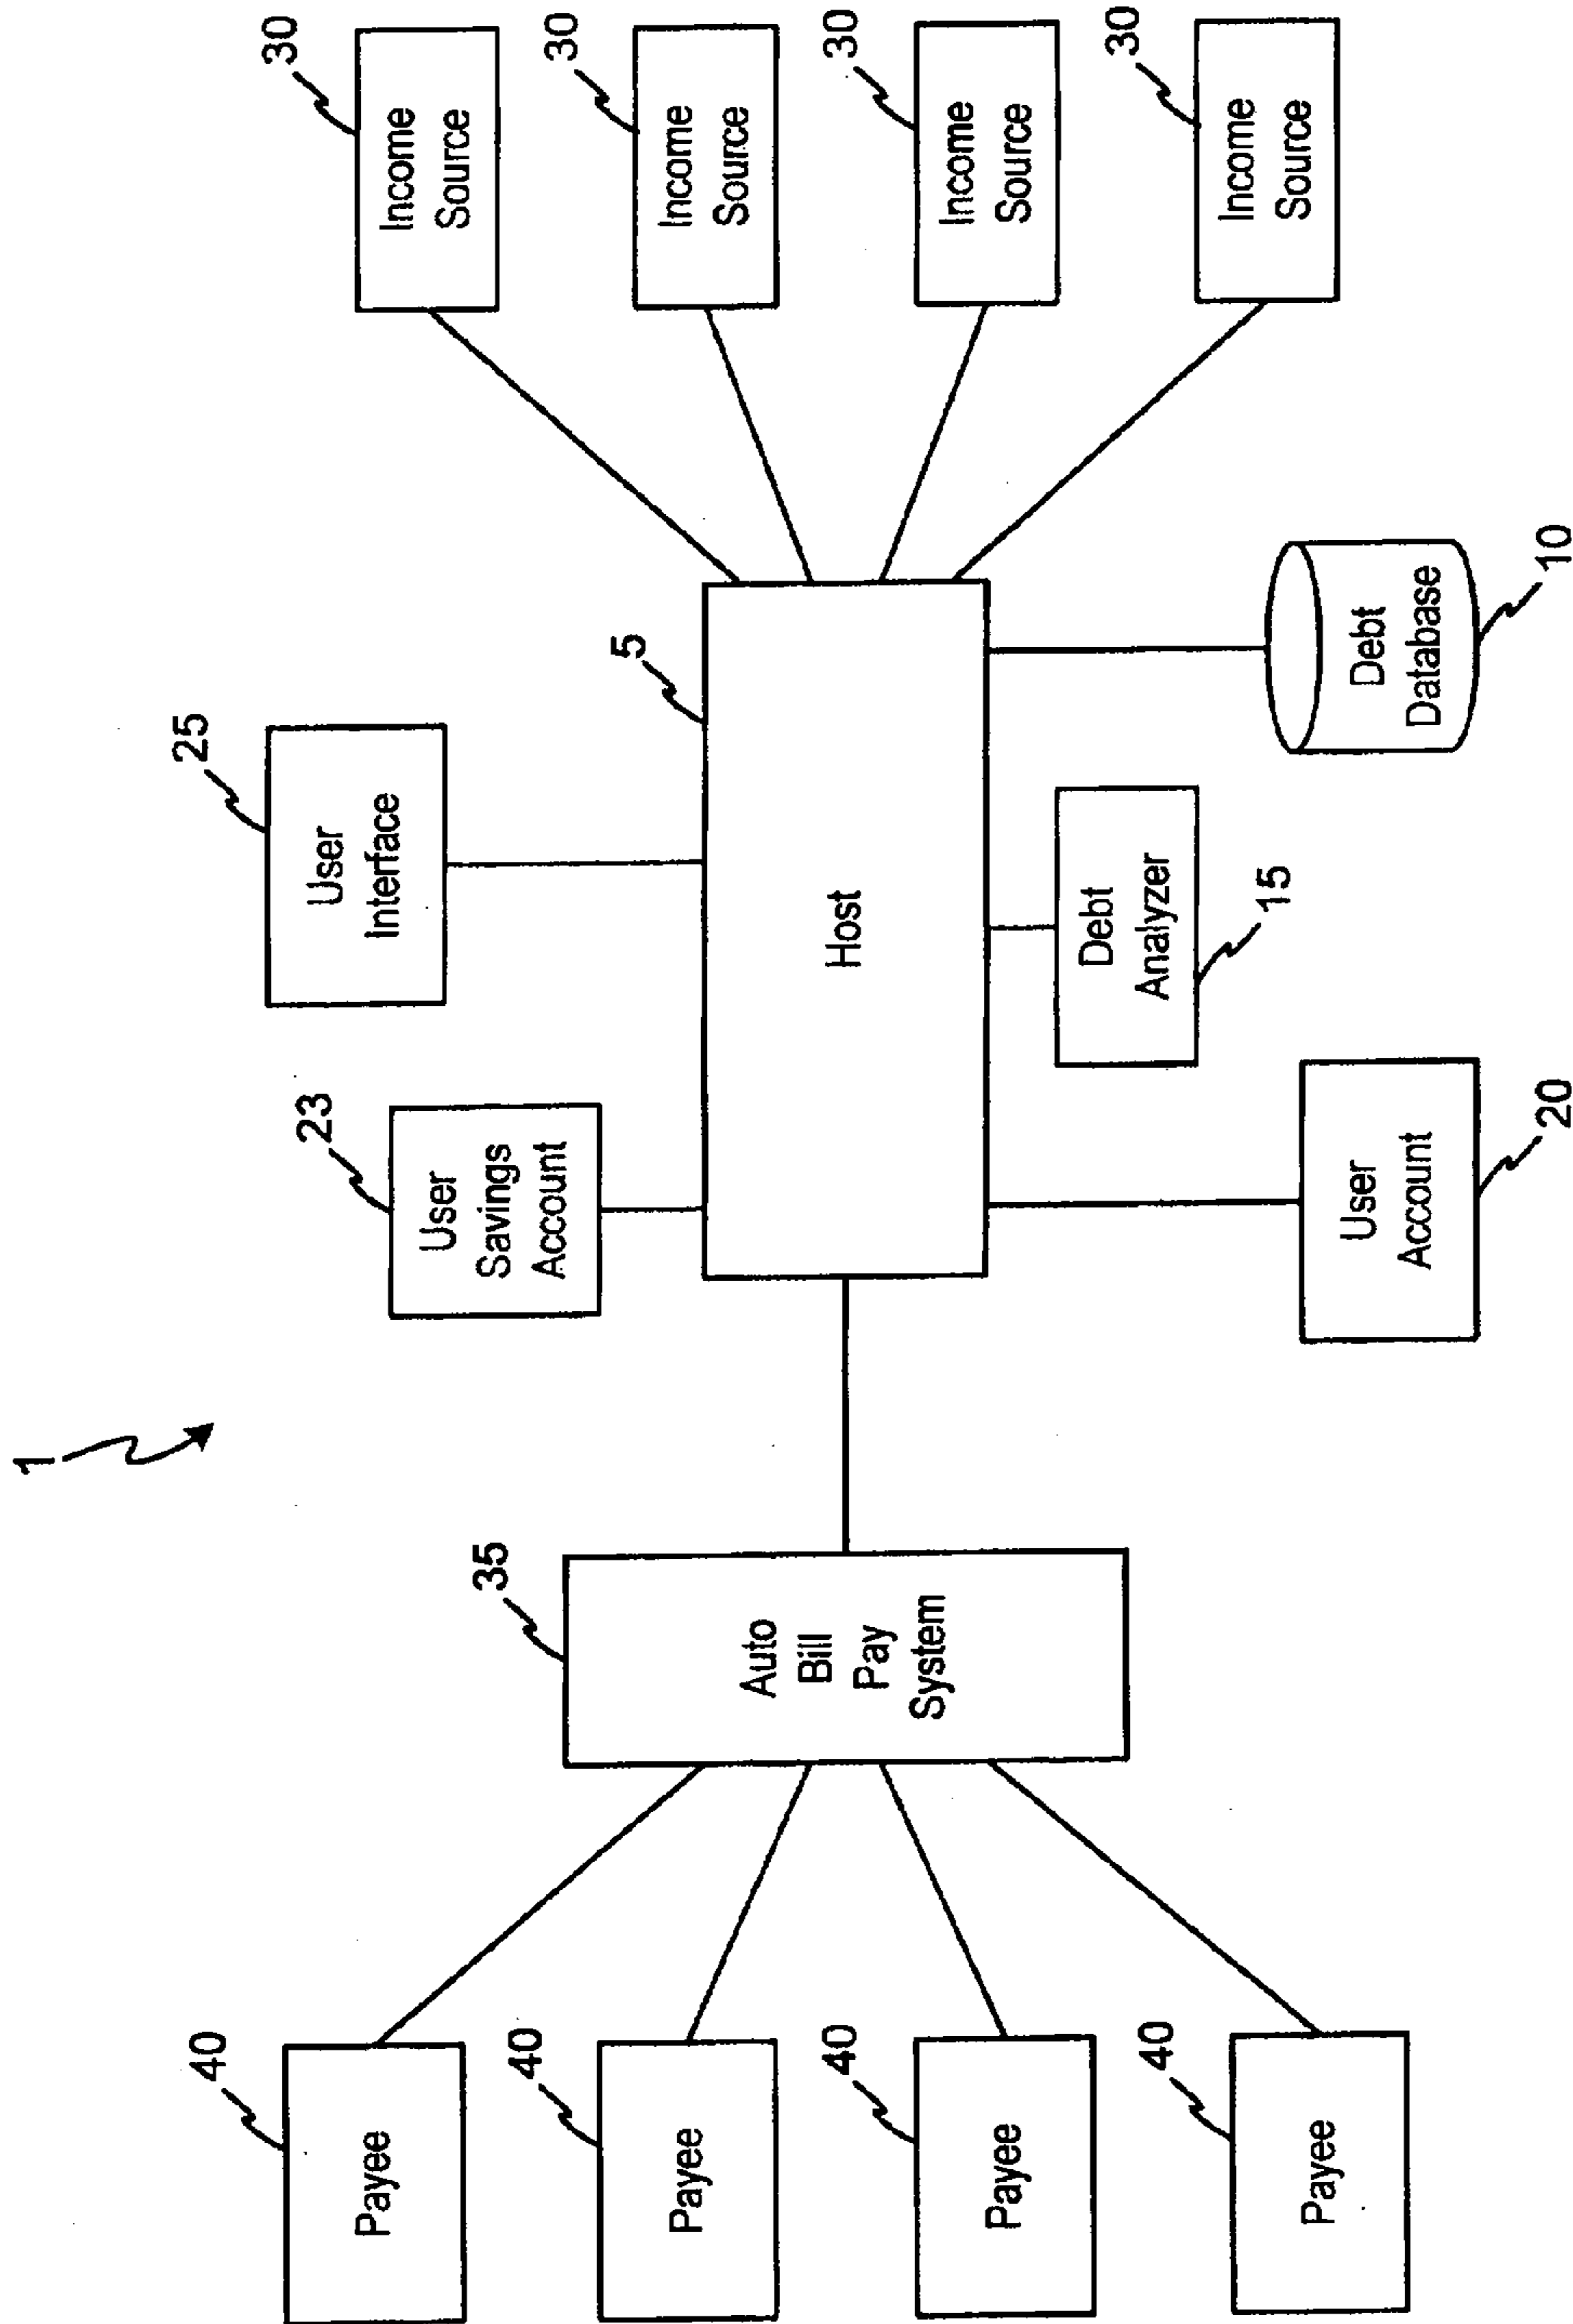 1
40
Payee
40
Payee
40
Payee
40
Payee
35
Auto
Bill
Pay
System
23
User
Savings
Account
25
User
Interface
5
Host
User
Account
20
Debt
Analyzer
15
Debt
Database
10
30
Income
Source
30
Income
Source
30
Income
Source
30
Income
Source